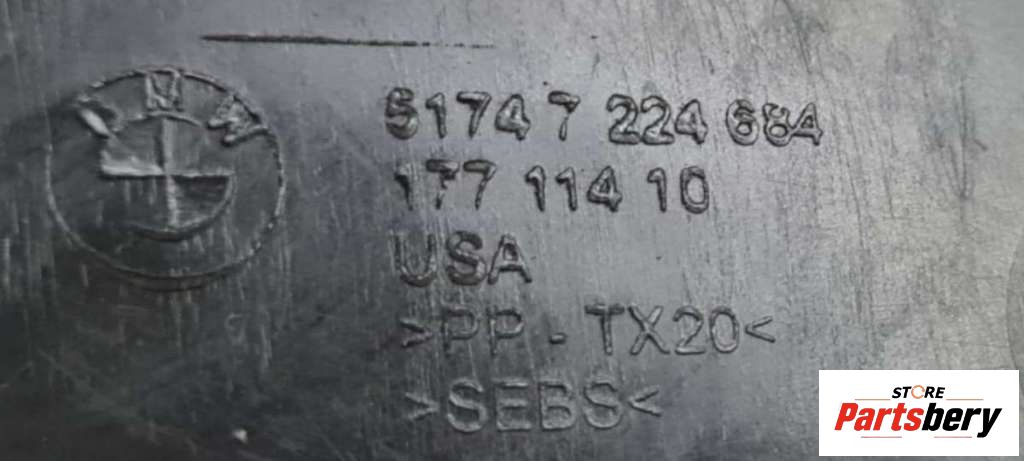 BMW
51747 224 684
177 114 10
USA
>PP - TX20<
>SEBS<
STORE
Partsbery